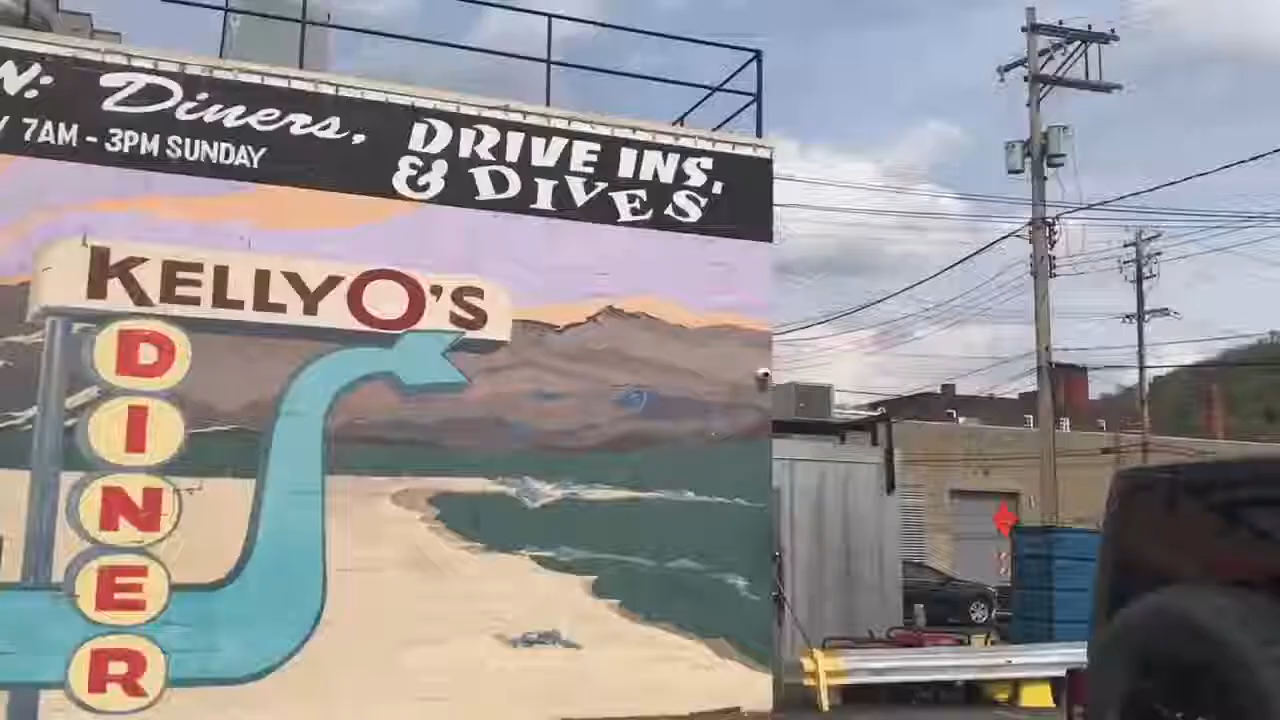 N: Diners, DRIVE INS,
& DIVES
7AM - 3PM SUNDAY
KELLYO'S
D
I
N
E
R